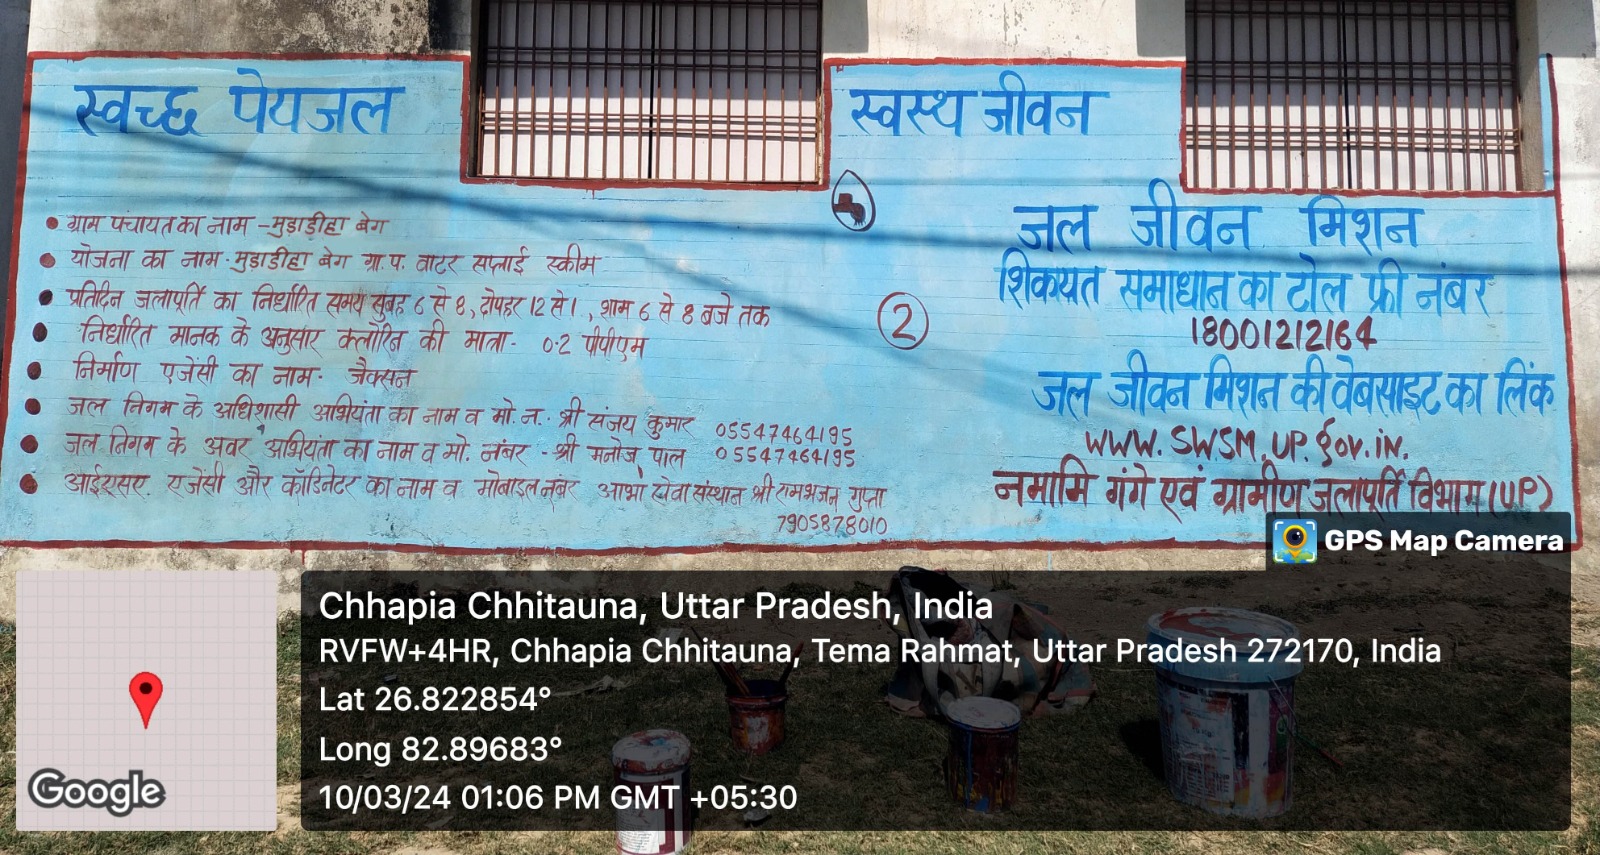 स्वच्छ पेयजल
स्वस्थ जीवन
• ग्राम पंचायत का नाम - मुडाडीहा बेग
• योजना का नाम - मुडाडीहा बेग ग्रा.प. वाटर सप्लाई स्कीम
• प्रतिदिन जलापूर्ति का निर्धारित समय सुबह 6 से 8, दोपहर 12 से 1, शाम 6 से 8 बजे तक
• निर्धारित मानक के अनुसार क्लोरिन की मात्रा - 0.2 पीपीएम
• निर्माण एजेंसी का नाम - जैक्सन
• जल निगम के अधिशासी अभियंता का नाम व मो. न. - श्री संजय कुमार 05547464195
• जल निगम के अवर अभियंता का नाम व मो. नंबर - श्री मनोज पाल 05547464195
• आईएसए. एजेंसी और कॉडिनेटर का नाम व मोबाइल नंबर आभा सेवा संस्थान श्री रामभजन गुप्ता
7905878010
2
जल जीवन मिशन
शिकयत समाधान का टोल फ्री नंबर
18001212164
जल जीवन मिशन की वेबसाइट का लिंक
www.swsm.up.gov.in.
नमामि गंगे एवं ग्रामीण जलापूर्ति विभाग (UP)
GPS Map Camera
Chhapia Chhitauna, Uttar Pradesh, India
RVFW+4HR, Chhapia Chhitauna, Tema Rahmat, Uttar Pradesh 272170, India
Lat 26.822854°
Long 82.89683°
10/03/24 01:06 PM GMT +05:30
Google